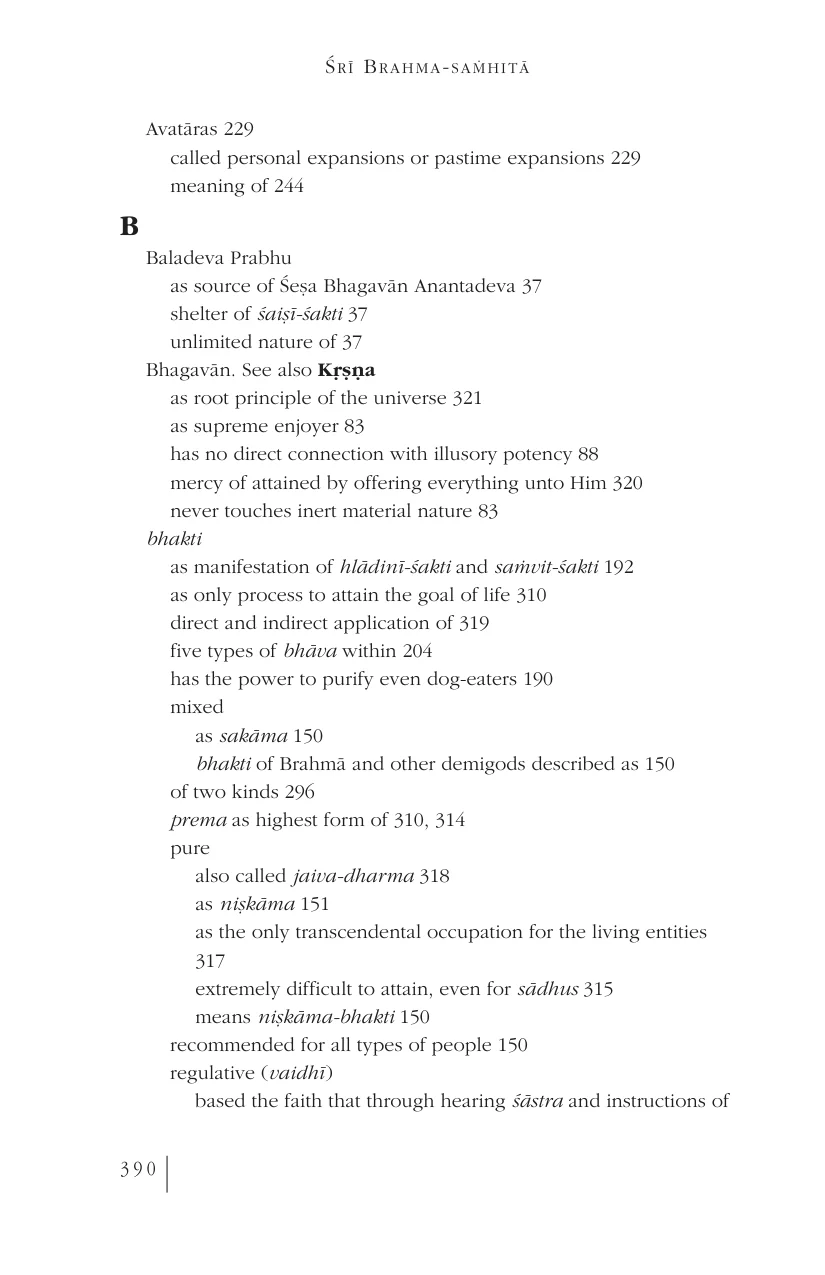 ŚRĪ BRAHMA-SAṀHITĀ
Avatāras 229
called personal expansions or pastime expansions 229
meaning of 244
B
Baladeva Prabhu
as source of Śeṣa Bhagavān Anantadeva 37
shelter of śaiṣī-śakti 37
unlimited nature of 37
Bhagavān. See also Kṛṣṇa
as root principle of the universe 321
as supreme enjoyer 83
has no direct connection with illusory potency 88
mercy of attained by offering everything unto Him 320
never touches inert material nature 83
bhakti
as manifestation of hlādinī-śakti and saṁvit-śakti 192
as only process to attain the goal of life 310
direct and indirect application of 319
five types of bhāva within 204
has the power to purify even dog-eaters 190
mixed
as sakāma 150
bhakti of Brahmā and other demigods described as 150
of two kinds 296
prema as highest form of 310, 314
pure
also called jaiva-dharma 318
as niṣkāma 151
as the only transcendental occupation for the living entities
317
extremely difficult to attain, even for sādhus 315
means niṣkāma-bhakti 150
recommended for all types of people 150
regulative (vaidhī)
based the faith that through hearing śāstra and instructions of
390